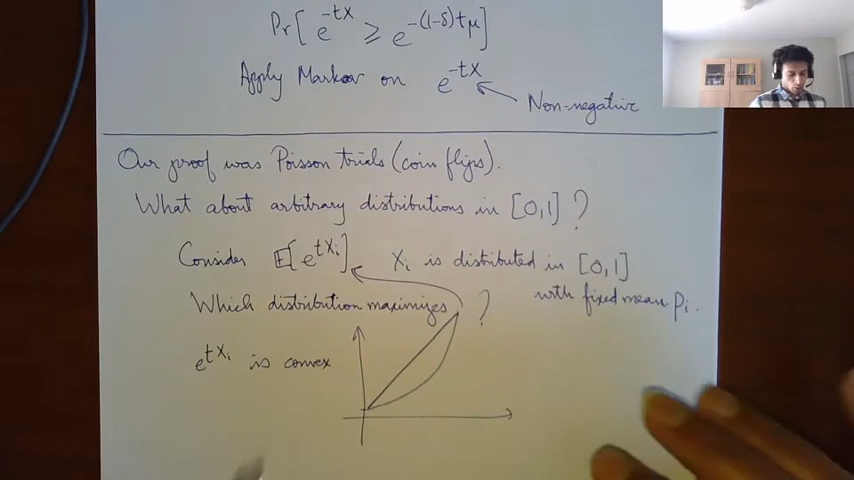 Pr[e^{-tX} ≥ e^{-(1-δ)tμ}]
Apply Markov on e^{-tX}
Non-negative
Our proof was Poisson trials (coin flips).
What about arbitrary distributions in [0,1]?
Consider E[e^{tX_i}] X_i is distributed in [0,1]
with fixed mean p_i.
Which distribution maximizes ?
e^{tX_i} is convex